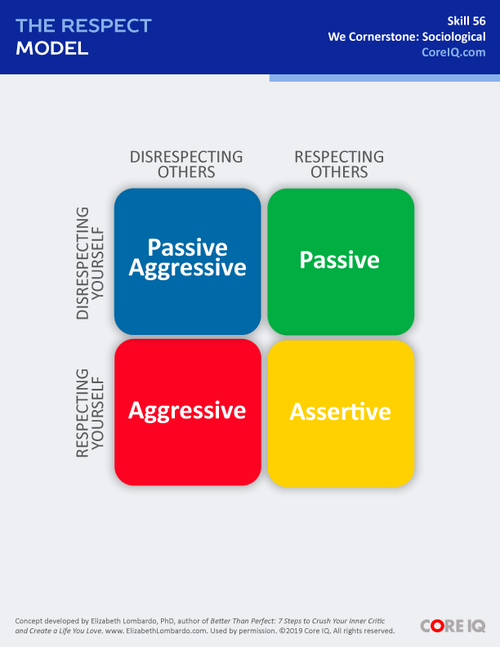 THE RESPECT
MODEL
Skill 56
We Cornerstone: Sociological
CoreIQ.com
DISRESPECTING
OTHERS
RESPECTING
OTHERS
DISRESPECTING
YOURSELF
Passive
Aggressive
Passive
RESPECTING
YOURSELF
Aggressive
Assertive
Concept developed by Elizabeth Lombardo, PhD, author of Better Than Perfect: 7 Steps to Crush Your Inner Critic
and Create a Life You Love. www. ElizabethLombardo.com. Used by permission. ©2019 Core IQ. All rights reserved.
CORE IQ